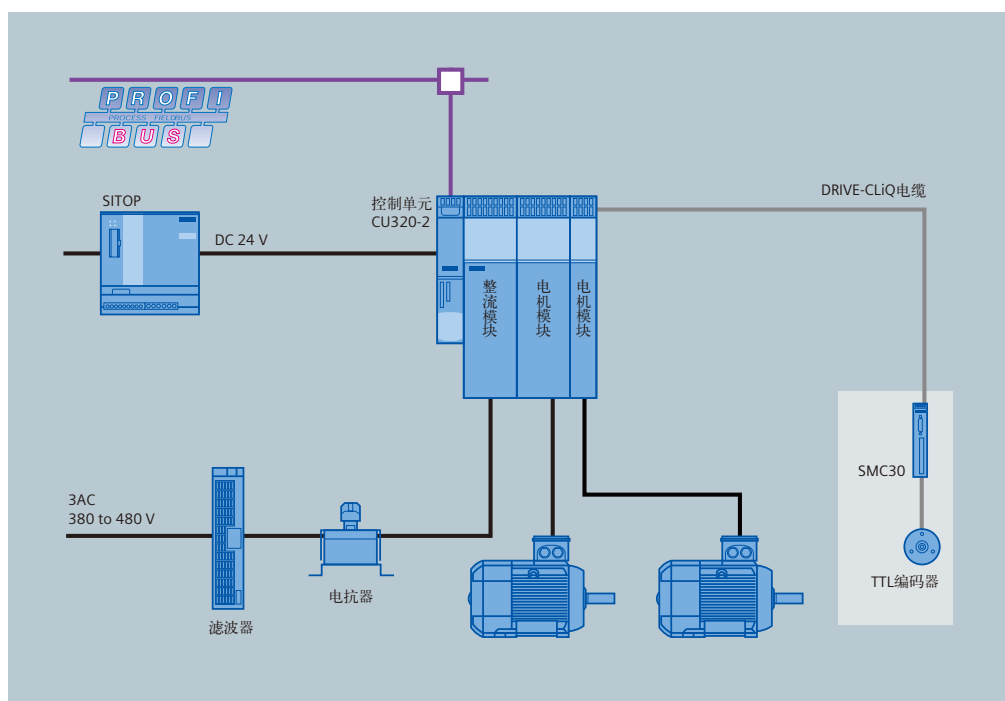 PROFI
PROCESS FIELDBUS
BUS
SITOP
DC 24 V
控制单元
CU320-2
DRIVE-CLiQ电缆
整流模块
电机模块
电机模块
SMC30
TTL编码器
3AC
380 to 480 V
滤波器
电抗器